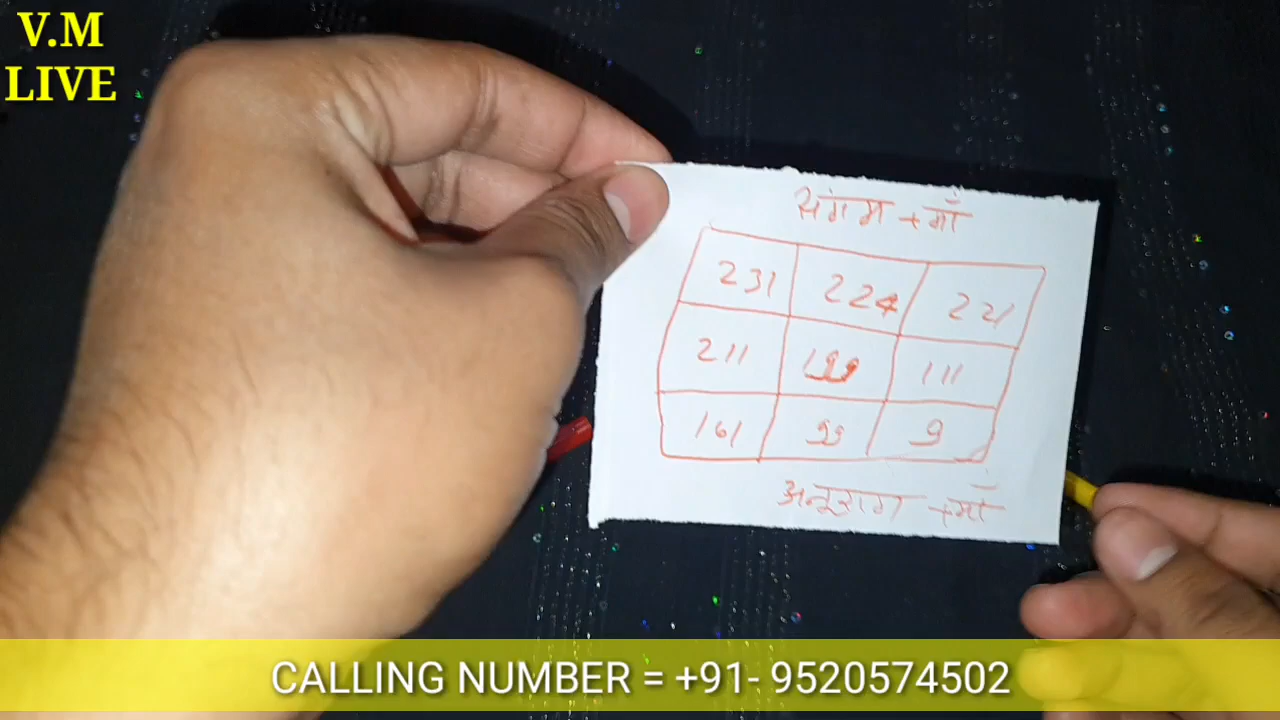 V.M
LIVE
संगम + माँ
231 224 221
211 199 111
161 99 9
अनुराग + माँ
CALLING NUMBER = +91- 9520574502